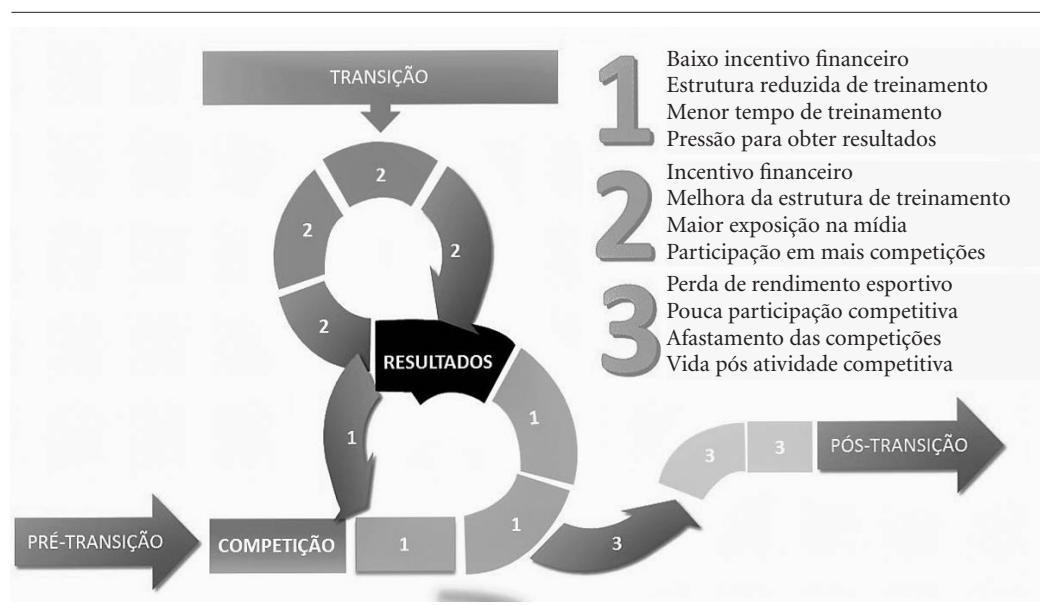 TRANSIÇÃO
2
2
2
2
RESULTADOS
1
1
1
1
PRÉ-TRANSIÇÃO
COMPETIÇÃO
3
3
3
PÓS-TRANSIÇÃO
1
Baixo incentivo financeiro
Estrutura reduzida de treinamento
Menor tempo de treinamento
Pressão para obter resultados
2
Incentivo financeiro
Melhora da estrutura de treinamento
Maior exposição na mídia
Participação em mais competições
3
Perda de rendimento esportivo
Pouca participação competitiva
Afastamento das competições
Vida pós atividade competitiva